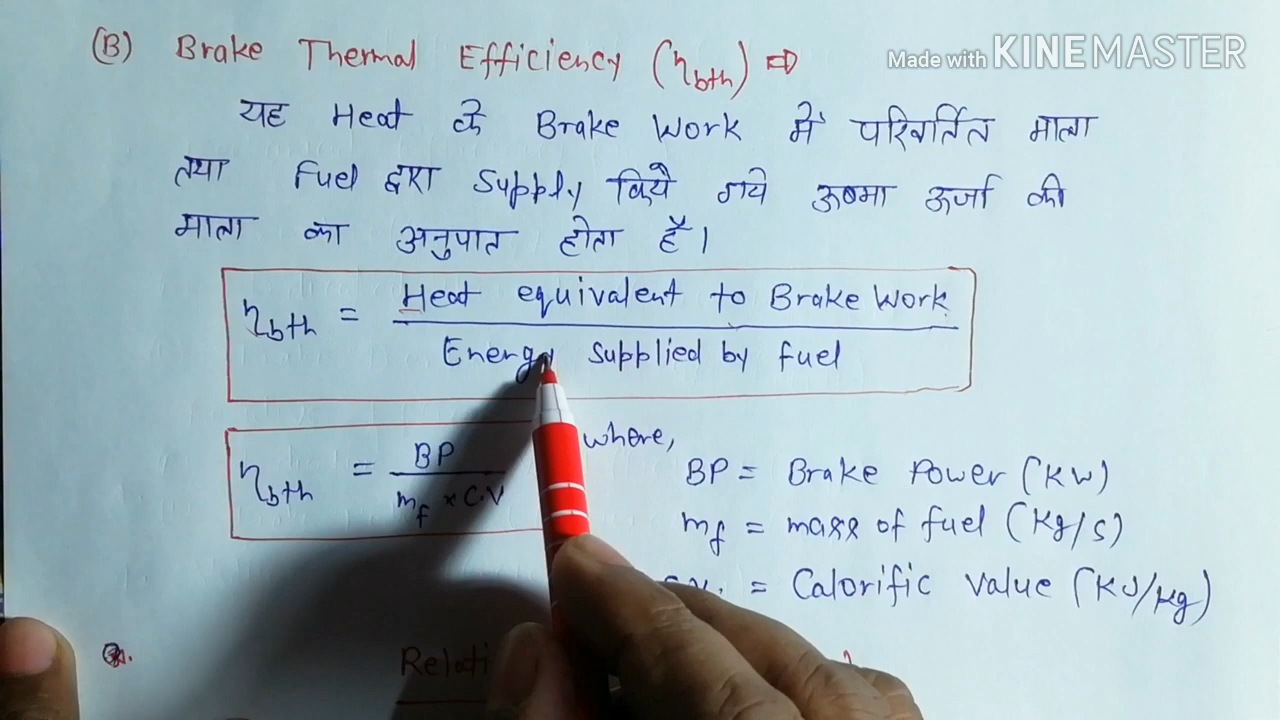 Made with KINEMASTER
(B) Brake Thermal Efficiency (ηbth) ⇒
यह Heat के Brake Work में परिवर्तित मात्रा
तथा Fuel द्वारा Supply किये गये ऊष्मा ऊर्जा की
मात्रा का अनुपात होता है।
ηbth = Heat equivalent to Brake Work
Energy Supplied by fuel
where,
ηbth = BP
mf × C.V
BP = Brake Power (KW)
mf = mass of fuel (Kg/s)
= Calorific value (KJ/Kg)
Q.